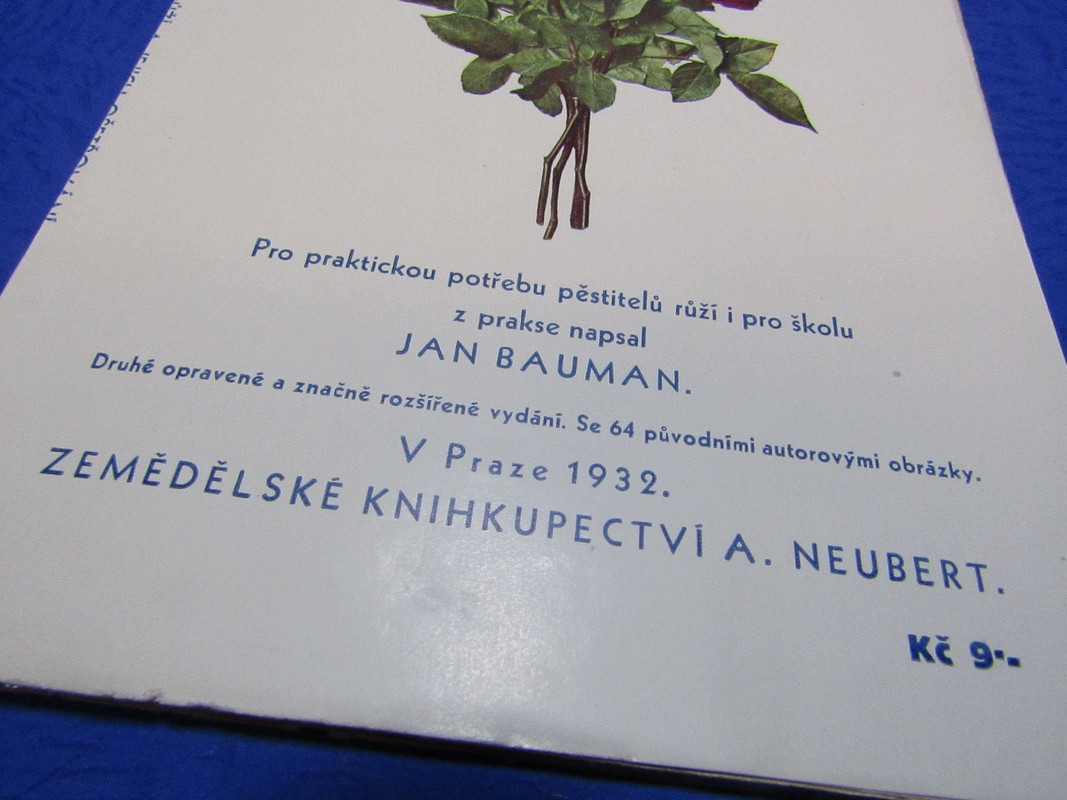 Pro praktickou potřebu pěstitelů růží i pro školu
z prakse napsal
JAN BAUMAN.
Druhé opravené a značně rozšířené vydání. Se 64 původními autorovými obrázky.
V Praze 1932.
ZEMĚDĚLSKÉ KNIHKUPECTVÍ A. NEUBERT.
Kč 9·-